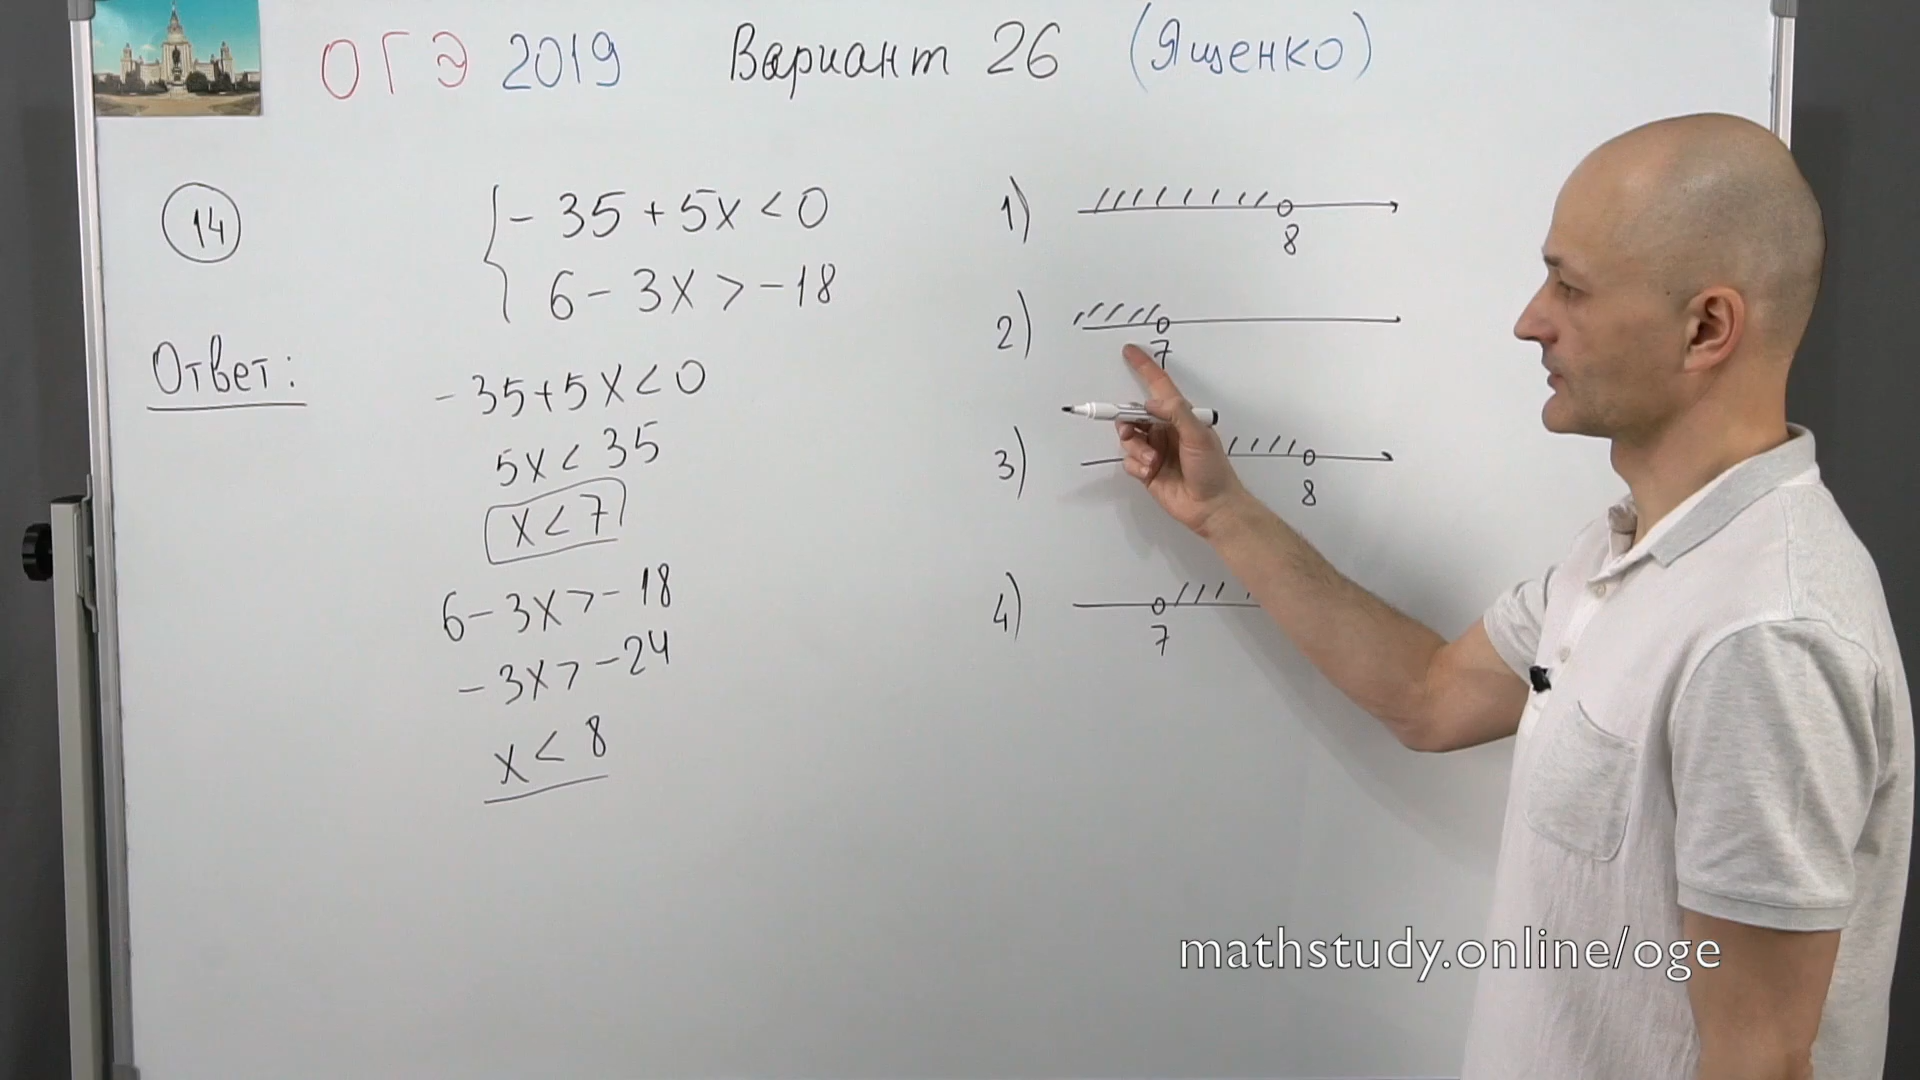 ОГЭ 2019 Вариант 26 (Ященко)
14
- 35 + 5x < 0
6 - 3x > -18
Ответ:
- 35 + 5x < 0
5x < 35
x < 7
6 - 3x > - 18
- 3x > - 24
x < 8
1)
8
2)
7
3)
8
4)
7
mathstudy.online/oge